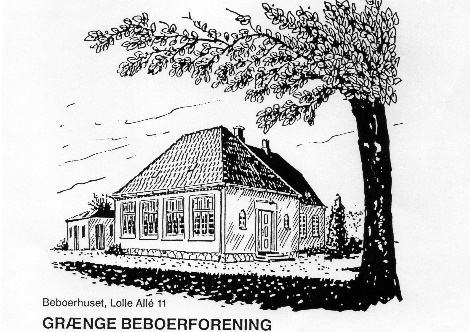 Beboerhuset, Lolle Allé 11
GRÆNGE BEBOERFORENING